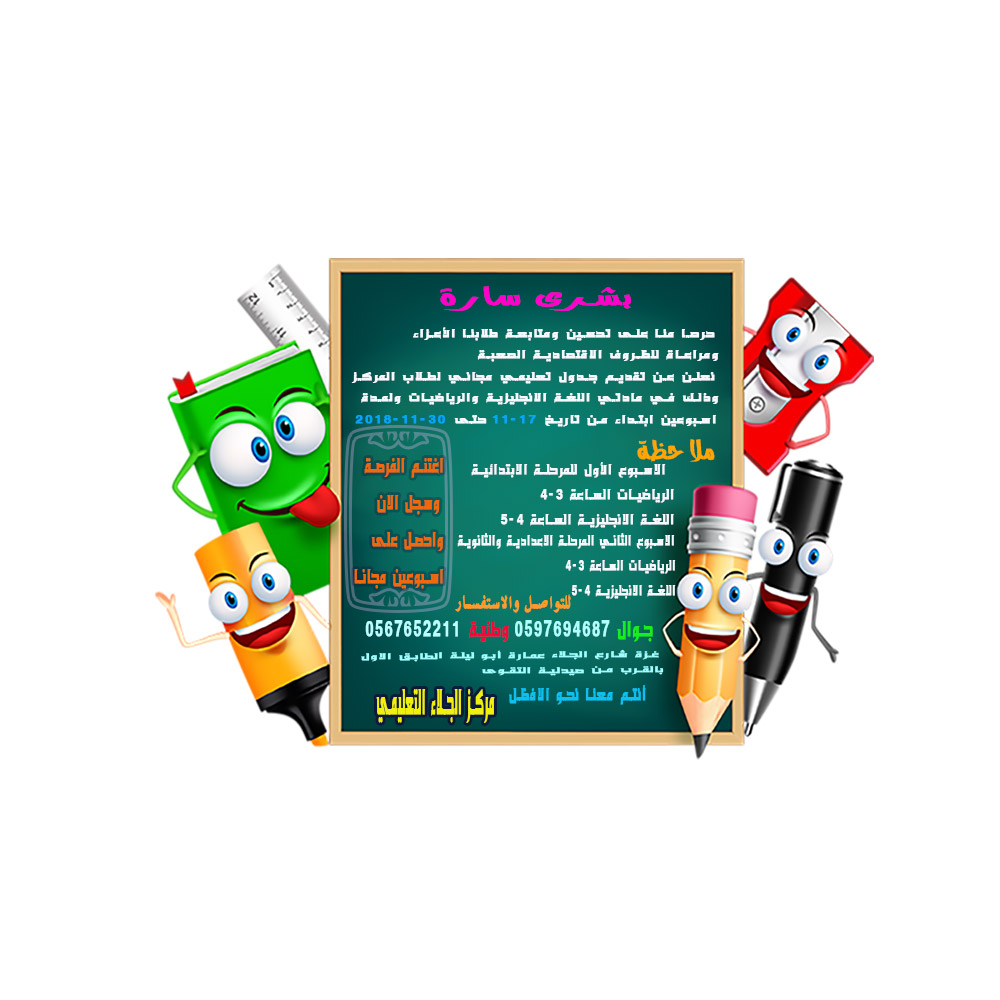 بشرى سارة
حرصا منا على تحسين ومتابعة طلابنا الأعزاء
ومراعاة للظروف الاقتصادية الصعبة
نعلن عن تقديم جدول تعليمي مجاني لطلاب المركز
وذلك في مادتي اللغة الانجليزية والرياضيات ولمدة
اسبوعين ابتداء من تاريخ 17-11 حتى 30-11-2018
ملاحظة
الاسبوع الأول للمرحلة الابتدائية
الرياضيات الساعة 3-4
اللغة الانجليزية الساعة 4-5
الاسبوع الثاني المرحلة الاعدادية والثانوية
الرياضيات الساعة 3-4
اللغة الانجليزية 4-5
اغتنم الفرصة
وسجل الان
واحصل على
اسبوعين مجانا
للتواصل والاستفسار
جوال 0597694687 وطنية 0567652211
غزة شارع الجلاء عمارة أبو ليلة الطابق الاول
بالقرب من صيدلية التقوى
أنتم معنا نحو الافظل
مركز الجلاء التعليمي
12